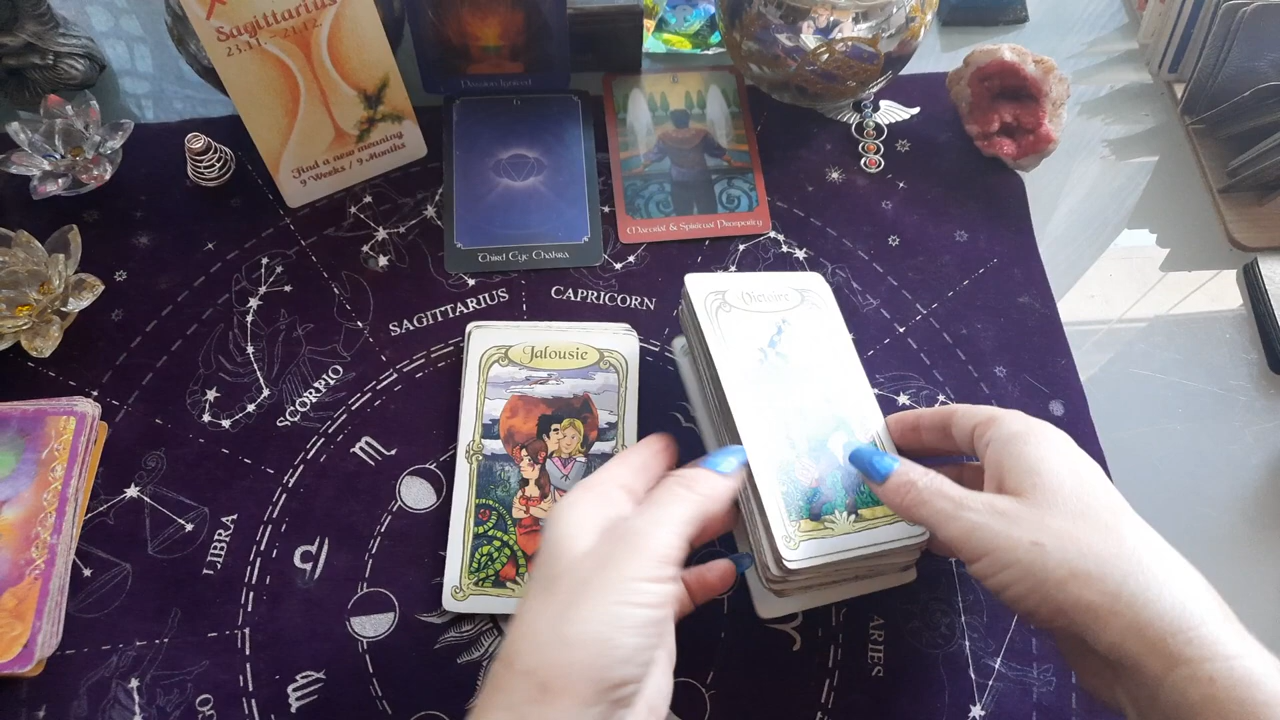 Sagittarius
23.11. - 21.12.
Find a new meaning
9 Weeks / 9 Months
Passion Ignited
Third Eye Chakra
Material & Spiritual Prosperity
SAGITTARIUS
CAPRICORN
SCORPIO
LIBRA
ARIES
GO
Jalousie
Victoire